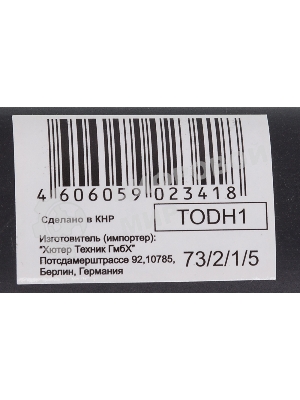 4 606059 023418
Сделано в КНР
TODH1
Изготовитель (импортер):
"Хютер Техник ГмбХ"
Потсдамерштрассе 92,10785,
Берлин, Германия
73/2/1/5